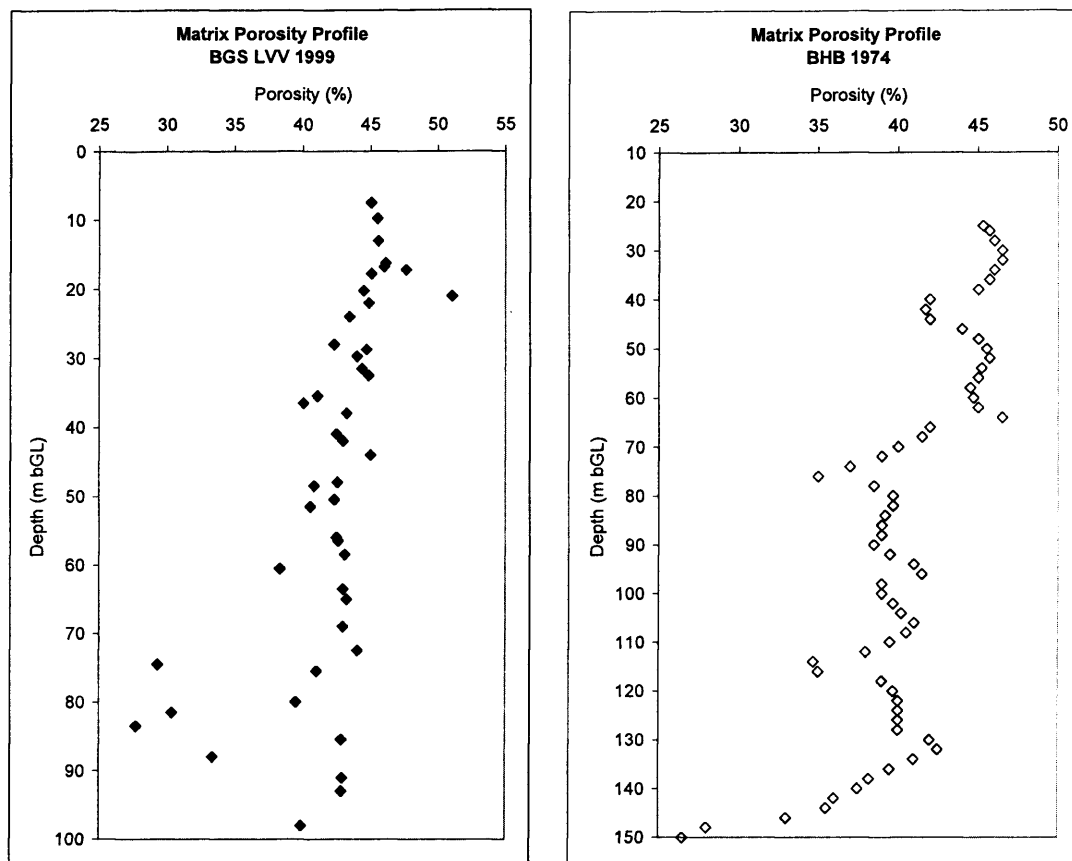 Matrix Porosity Profile
BGS LVV 1999
Porosity (%)
25 30 35 40 45 50 55
0
10
20
30
40
50
60
70
80
90
100
Depth (m bGL)
Matrix Porosity Profile
BHB 1974
Porosity (%)
25 30 35 40 45 50
10
20
30
40
50
60
70
80
90
100
110
120
130
140
150
Depth (m bGL)